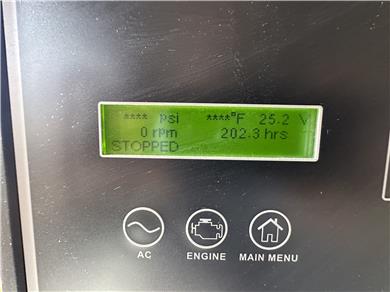 **** psi ****°F 25.2 V
0 rpm 202.3 hrs
STOPPED
AC ENGINE MAIN MENU